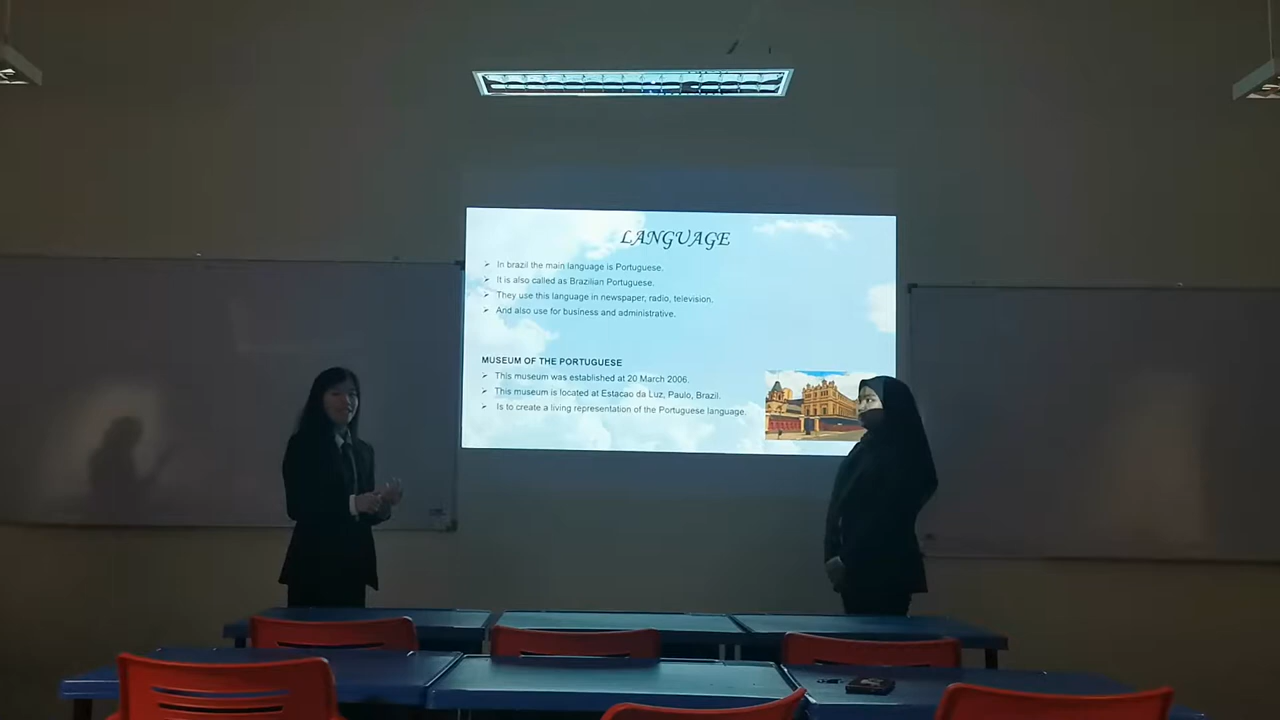 LANGUAGE
In brazil the main language is Portuguese.
It is also called as Brazilian Portuguese.
They use this language in newspaper, radio, television.
And also use for business and administrative.
MUSEUM OF THE PORTUGUESE
This museum was established at 20 March 2006.
This museum is located at Estacao da Luz, Paulo, Brazil.
Is to create a living representation of the Portuguese language.